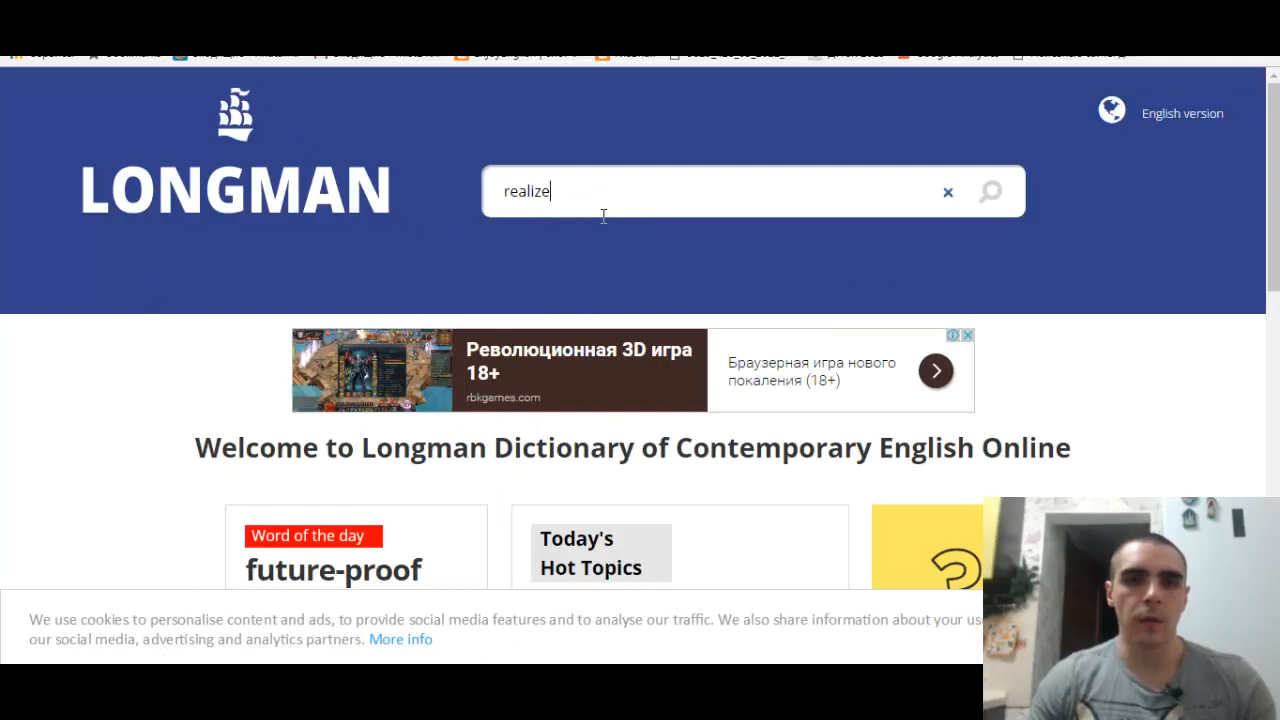 English version
LONGMAN
realize
Революционная 3D игра
18+
rbkgames.com
Браузерная игра нового
покаления (18+)
Welcome to Longman Dictionary of Contemporary English Online
Word of the day
future-proof
Today's
Hot Topics
We use cookies to personalise content and ads, to provide social media features and to analyse our traffic. We also share information about your us
our social media, advertising and analytics partners. More info